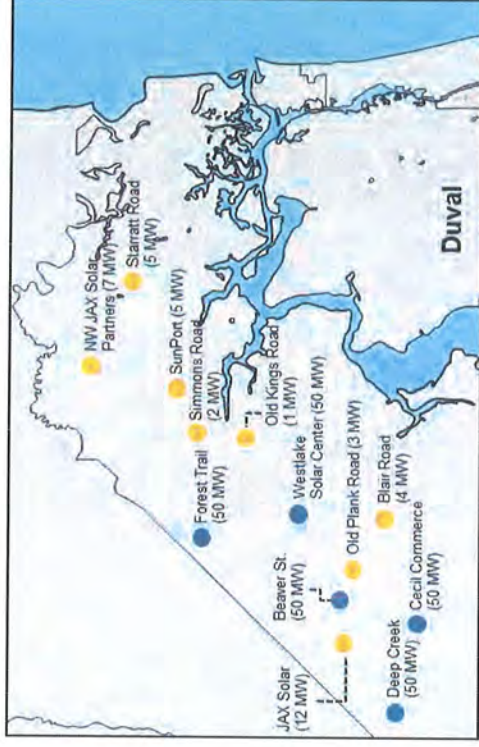 NW JAX Solar
Partners (7 MW)
Starratt Road
(5 MW)
SunPort (5 MW)
Simmons Road
(2 MW)
Old Kings Road
(1 MW)
Forest Trail
(50 MW)
Westlake
Solar Center (50 MW)
Beaver St.
(50 MW)
Old Plank Road (3 MW)
JAX Solar
(12 MW)
Blair Road
(4 MW)
Cecil Commerce
(50 MW)
Deep Creek
(50 MW)
Duval